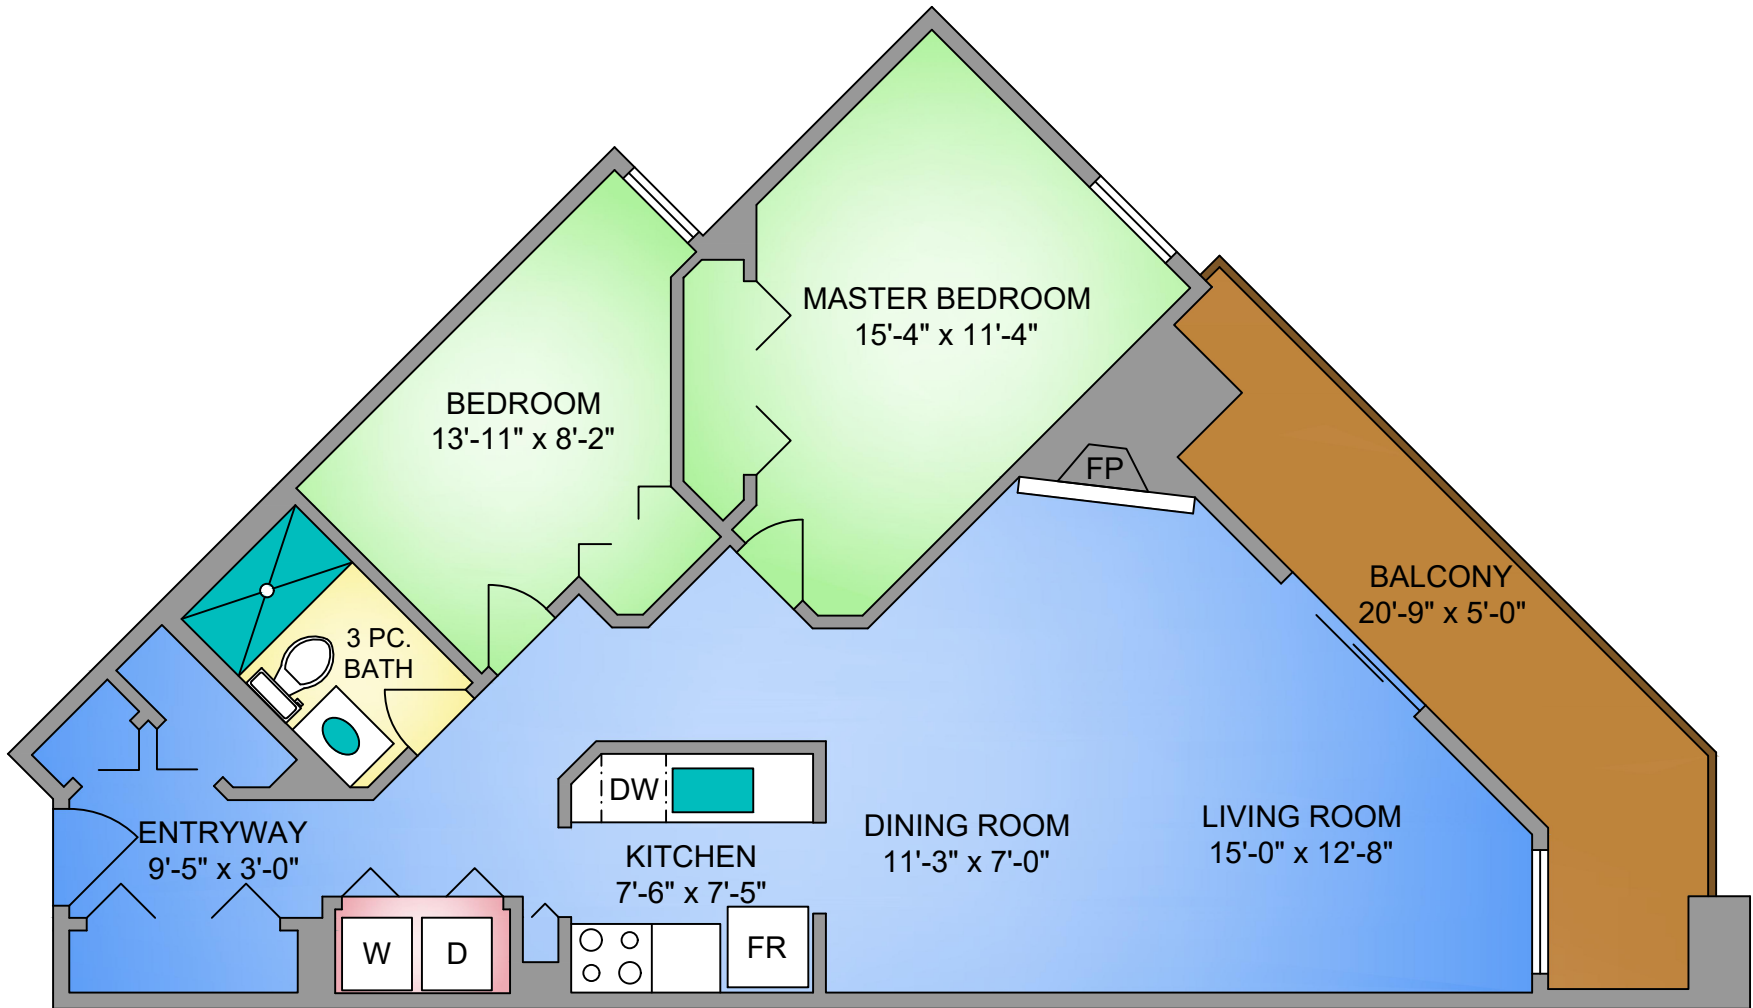 MASTER BEDROOM
15'-4" x 11'-4"
BEDROOM
13'-11" x 8'-2"
FP
BALCONY
20'-9" x 5'-0"
3 PC.
BATH
DW
ENTRYWAY
9'-5" x 3'-0"
KITCHEN
7'-6" x 7'-5"
DINING ROOM
11'-3" x 7'-0"
LIVING ROOM
15'-0" x 12'-8"
W
D
FR